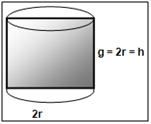 g = 2r = h
2r